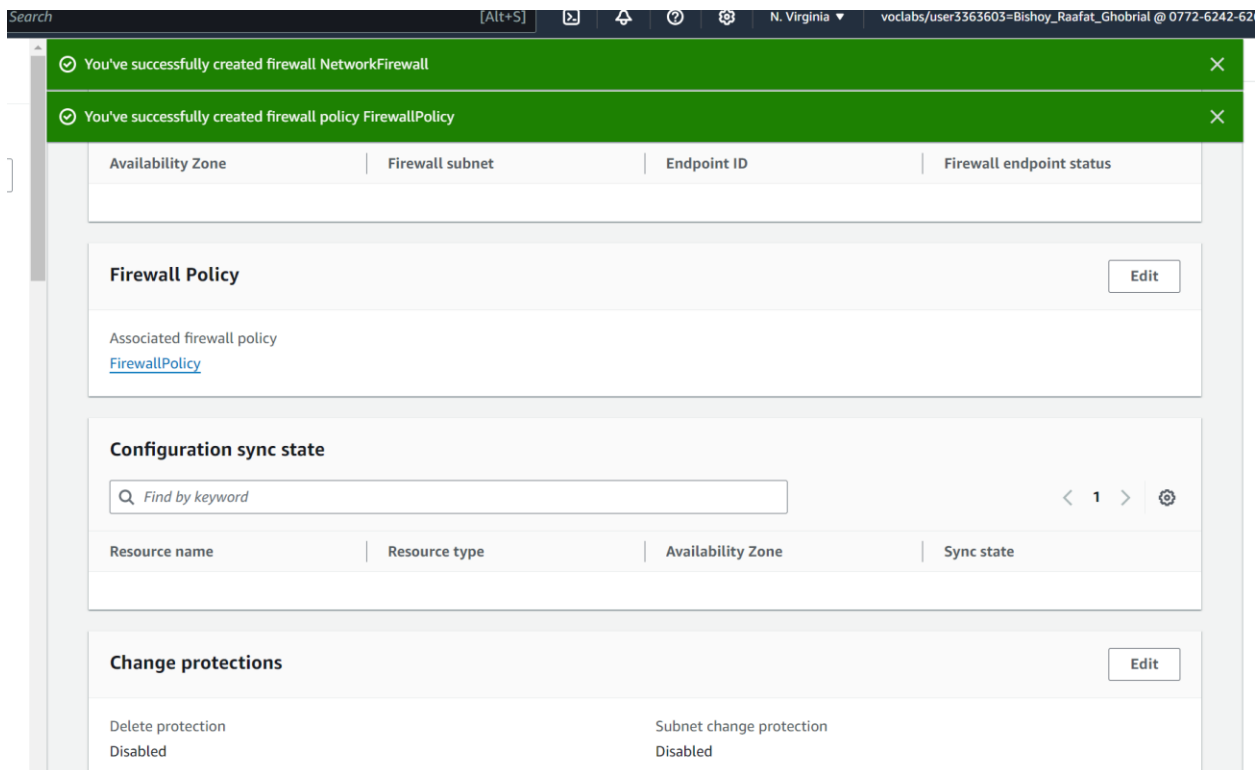 Search [Alt+S] N. Virginia ▼ voclabs/user3363603=Bishoy_Raafat_Ghobrial @ 0772-6242-62
You've successfully created firewall NetworkFirewall
You've successfully created firewall policy FirewallPolicy
Availability Zone Firewall subnet Endpoint ID Firewall endpoint status
Firewall Policy Edit
Associated firewall policy
FirewallPolicy
Configuration sync state
Find by keyword 1
Resource name Resource type Availability Zone Sync state
Change protections Edit
Delete protection Subnet change protection
Disabled Disabled